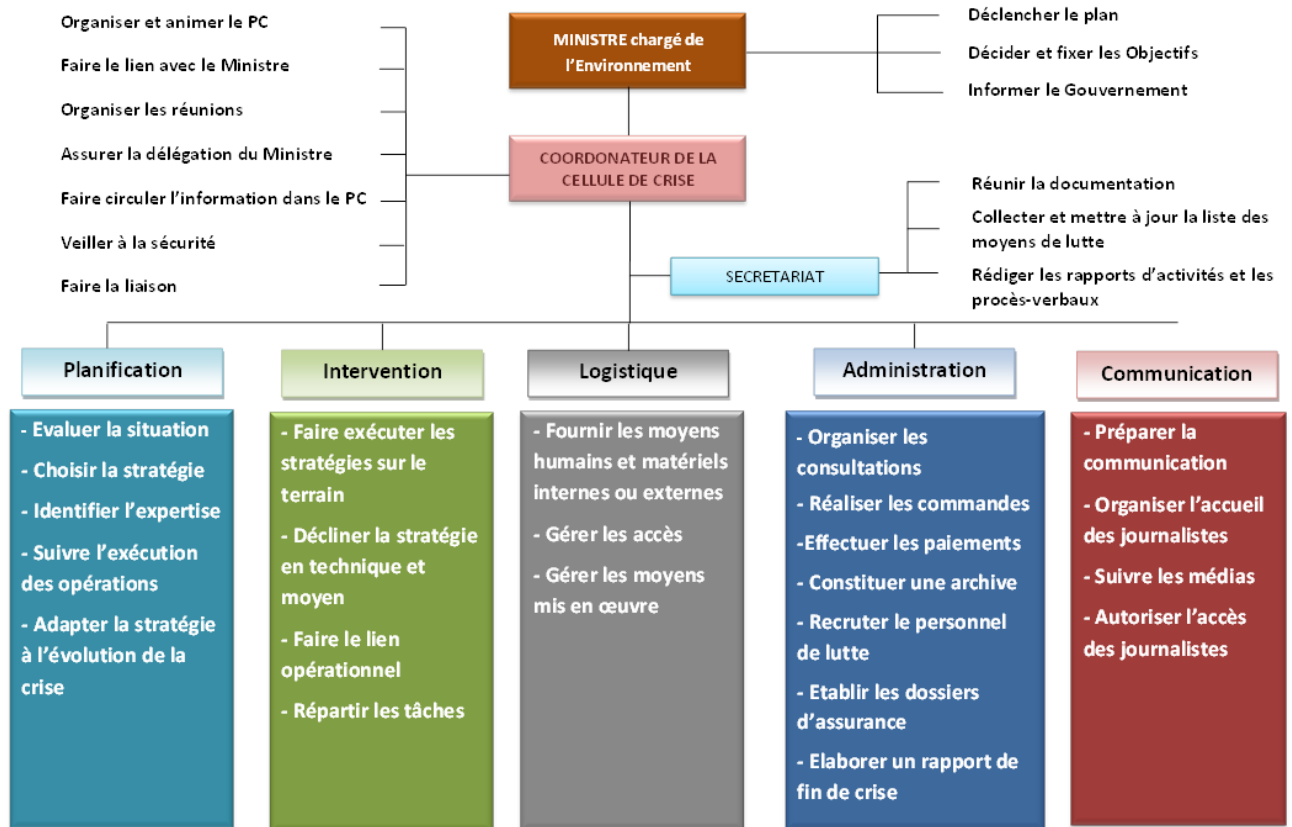 Organiser et animer le PC
Faire le lien avec le Ministre
Organiser les réunions
Assurer la délégation du Ministre
Faire circuler l'information dans le PC
Veiller à la sécurité
Faire la liaison
MINISTRE chargé de
l'Environnement
Déclencher le plan
Décider et fixer les Objectifs
Informer le Gouvernement
COORDONATEUR DE LA
CELLULE DE CRISE
SECRETARIAT
Réunir la documentation
Collecter et mettre à jour la liste des
moyens de lutte
Rédiger les rapports d'activités et les
procès-verbaux
Planification
- Evaluer la situation
- Choisir la stratégie
- Identifier l'expertise
- Suivre l'exécution
des opérations
- Adapter la stratégie
à l'évolution de la
crise
Intervention
- Faire exécuter les
stratégies sur le
terrain
- Décliner la stratégie
en technique et
moyen
- Faire le lien
opérationnel
- Répartir les tâches
Logistique
- Fournir les moyens
humains et matériels
internes ou externes
- Gérer les accès
- Gérer les moyens
mis en œuvre
Administration
- Organiser les
consultations
- Réaliser les commandes
-Effectuer les paiements
- Constituer une archive
- Recruter le personnel
de lutte
- Etablir les dossiers
d'assurance
- Elaborer un rapport de
fin de crise
Communication
- Préparer la
communication
- Organiser l'accueil
des journalistes
- Suivre les médias
- Autoriser l'accès
des journalistes